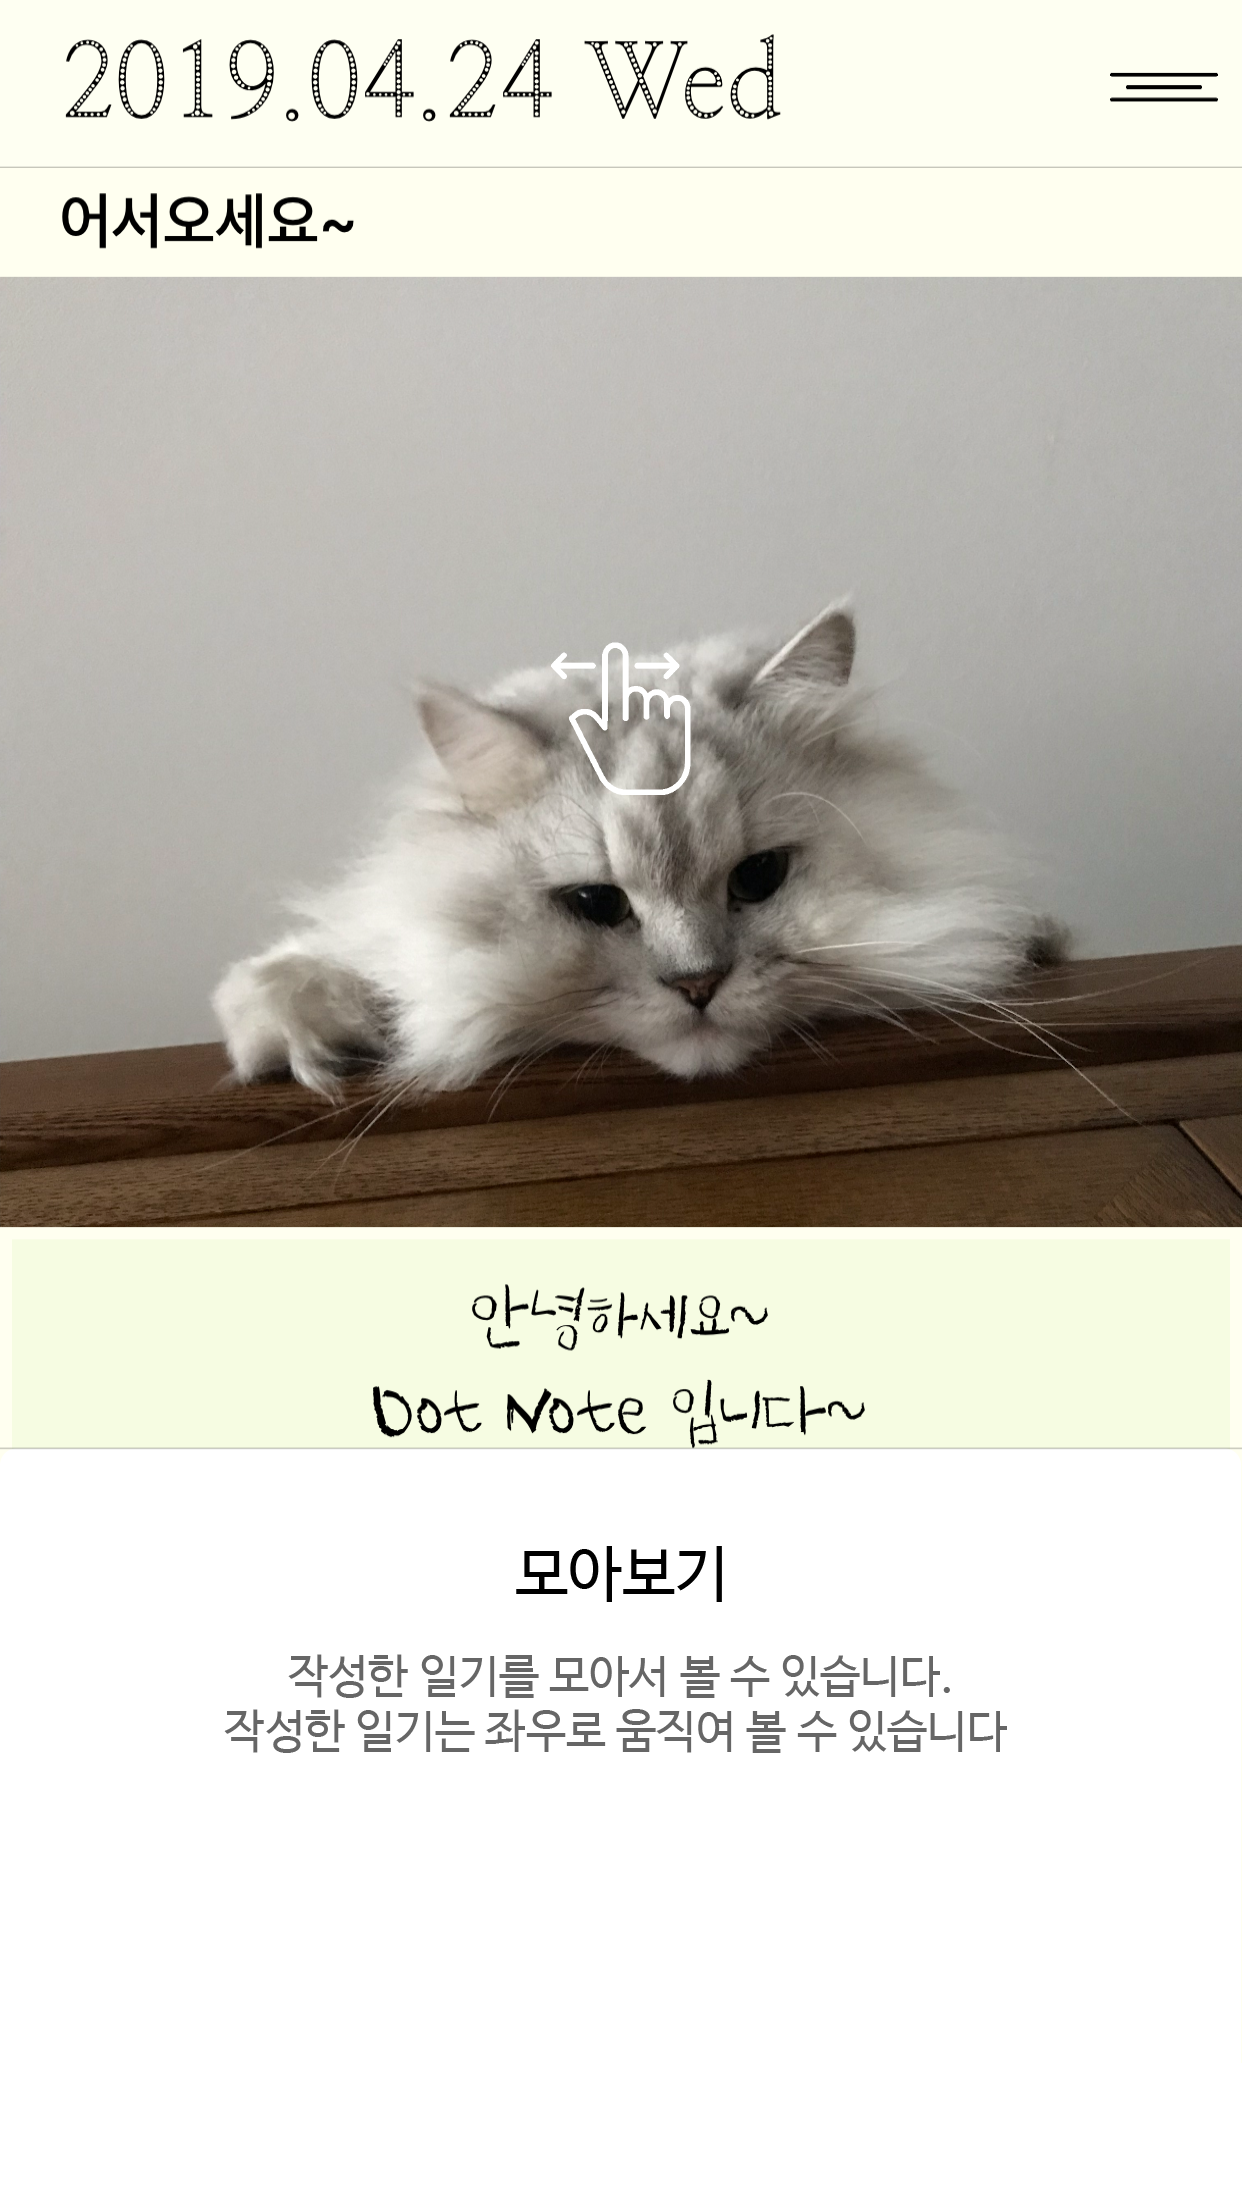 2019.04.24 Wed
어서오세요~
안녕하세요~
Dot Note 입니다~
모아보기
작성한 일기를 모아서 볼 수 있습니다.
작성한 일기는 좌우로 움직여 볼 수 있습니다